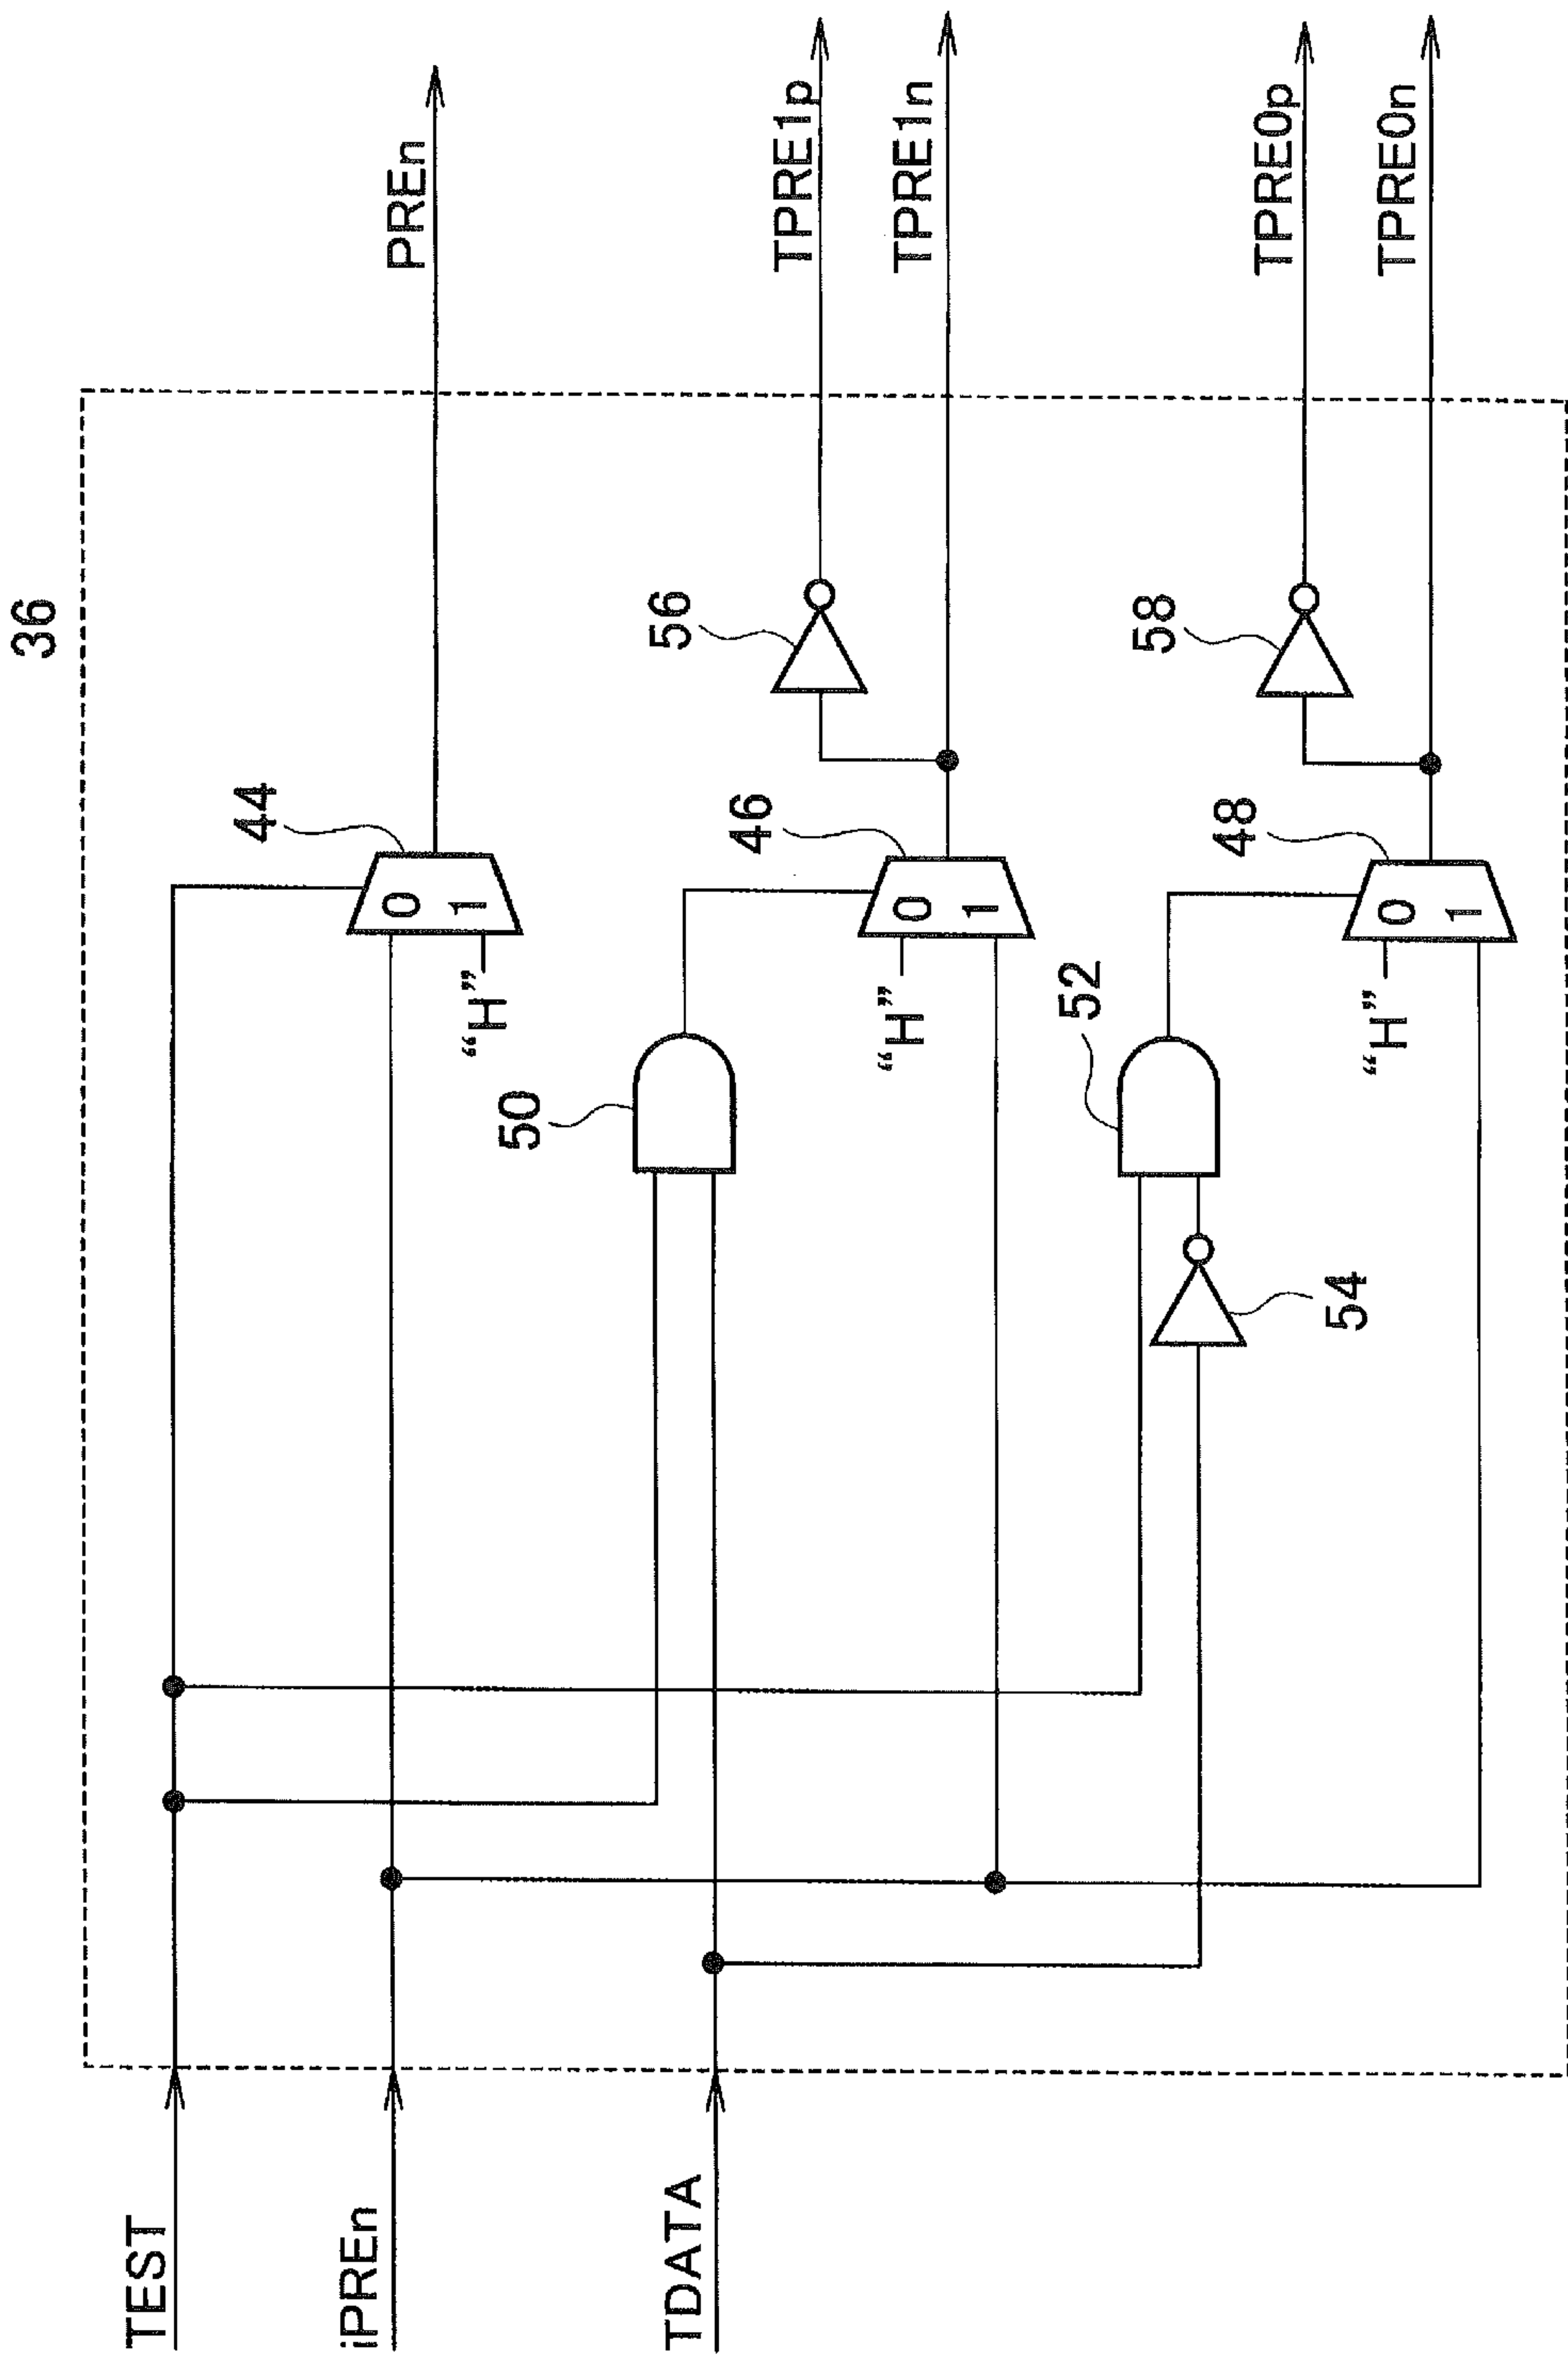 36
TEST
iPREn
TDATA
44
0
1
“H”
PREn
50
46
0
1
“H”
56
TPRE1p
TPRE1n
52
54
48
0
1
“H”
58
TPRE0p
TPRE0n